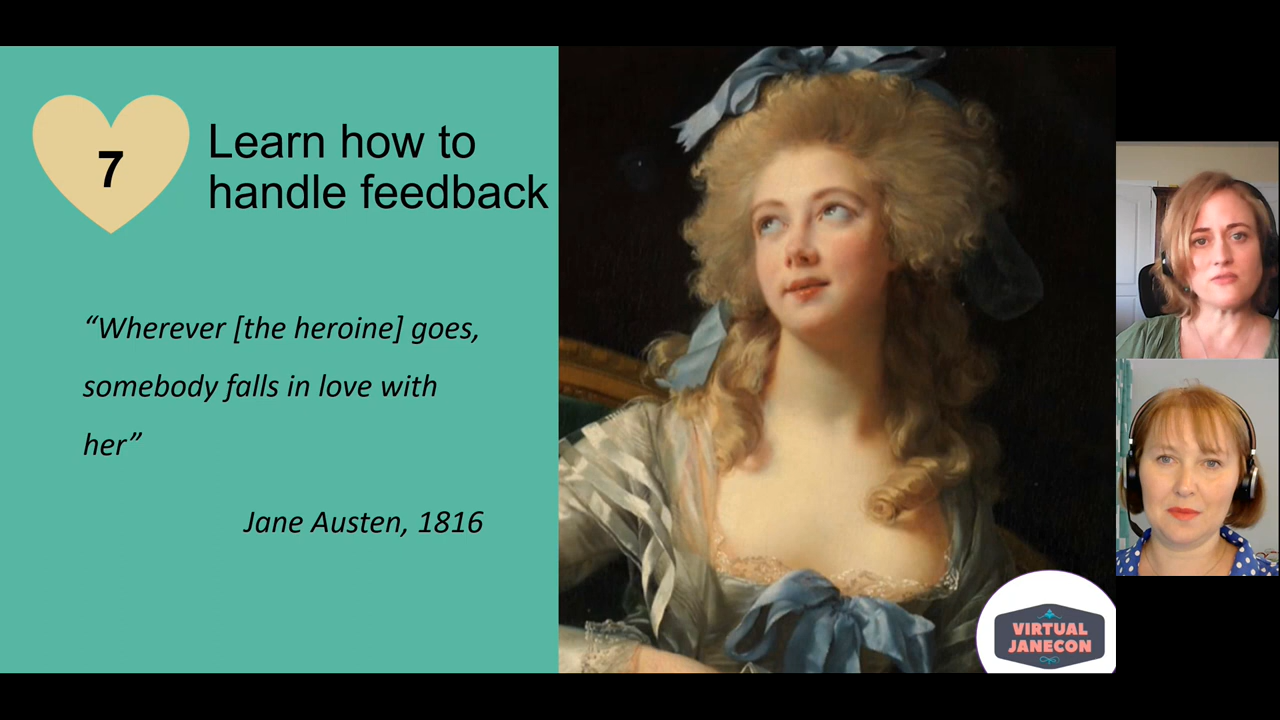 7
Learn how to
handle feedback
“Wherever [the heroine] goes,
somebody falls in love with
her”
Jane Austen, 1816
VIRTUAL
JANECON